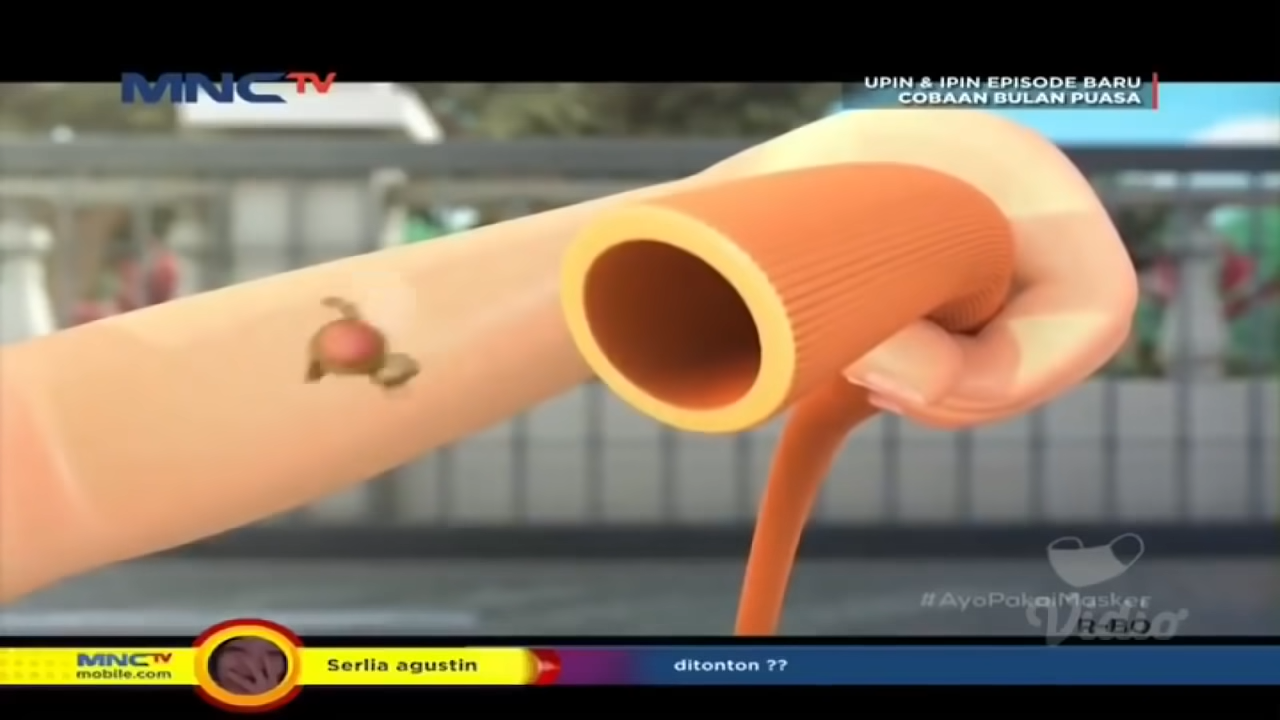 MNCTV
UPIN & IPIN EPISODE BARU
COBAAN BULAN PUASA
#AyoPakaiMasker
Vidio
R-BO
MNCTV
mobile.com
Serlia agustin
ditonton ??